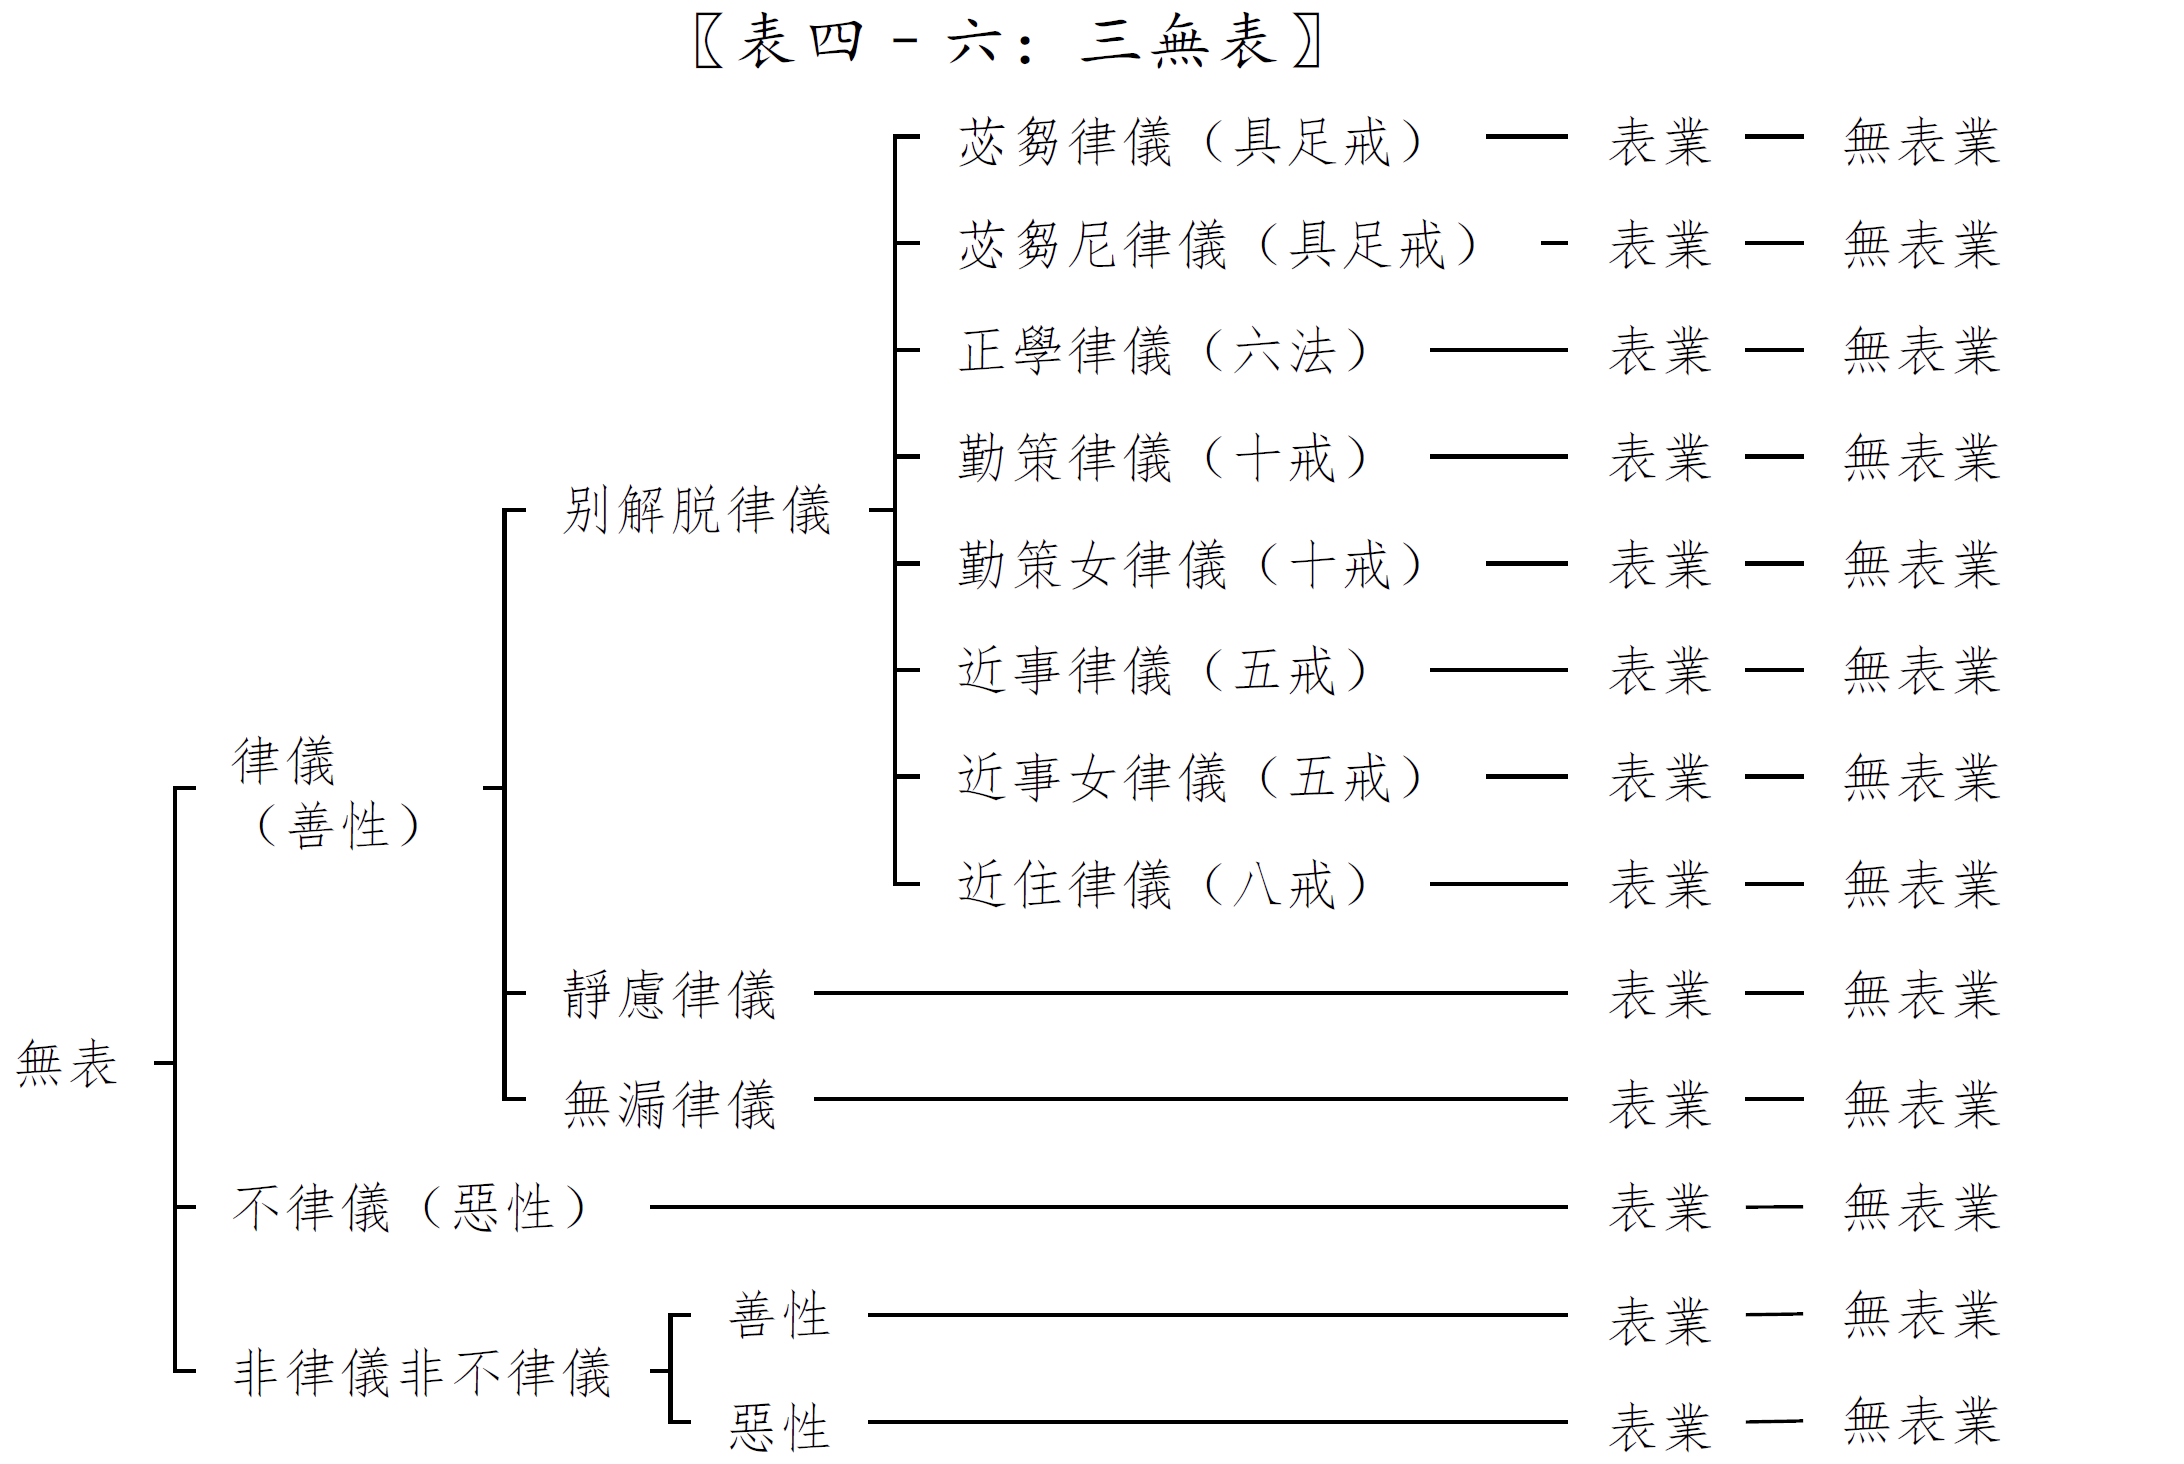 〖表四－六：三無表〗
苾芻律儀（具足戒） 表業 無表業
苾芻尼律儀（具足戒） 表業 無表業
正學律儀（六法） 表業 無表業
勤策律儀（十戒） 表業 無表業
別解脫律儀
勤策女律儀（十戒） 表業 無表業
近事律儀（五戒） 表業 無表業
律儀
（善性）
近事女律儀（五戒） 表業 無表業
近住律儀（八戒） 表業 無表業
靜慮律儀 表業 無表業
無表
無漏律儀 表業 無表業
不律儀（惡性） 表業 無表業
非律儀非不律儀
善性 表業 無表業
惡性 表業 無表業